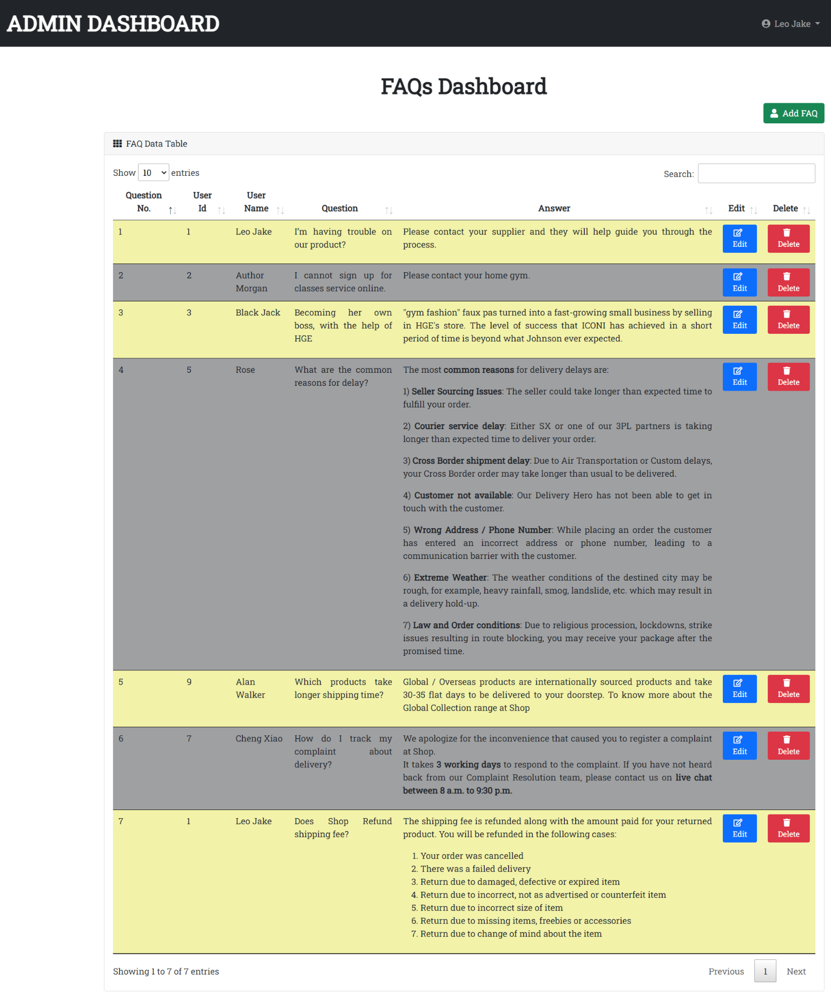 ADMIN DASHBOARD
Leo Jake
FAQs Dashboard
Add FAQ
FAQ Data Table
Show 10 entries
Search:
Question No.
User Id
User Name
Question
Answer
Edit
Delete
1
1
Leo Jake
I’m having trouble on
our product?
Please contact your supplier and they will help guide you through the
process.
Edit
Delete
2
2
Author
Morgan
I cannot sign up for
classes service online.
Please contact your home gym.
Edit
Delete
3
3
Black Jack
Becoming her own
boss, with the help of
HGE
"gym fashion" faux pas turned into a fast-growing small business by selling
in HGE's store. The level of success that ICONI has achieved in a short
period of time is beyond what Johnson ever expected.
Edit
Delete
4
5
Rose
What are the common
reasons for delay?
The most common reasons for delivery delays are:
1) Seller Sourcing Issues: The seller could take longer than expected time to
fulfill your order.
2) Courier service delay: Either SX or one of our 3PL partners is taking
longer than expected time to deliver your order.
3) Cross Border shipment delay: Due to Air Transportation or Custom delays,
your Cross Border order may take longer than usual to be delivered.
4) Customer not available: Our Delivery Hero has not been able to get in
touch with the customer.
5) Wrong Address / Phone Number: While placing an order the customer
has entered an incorrect address or phone number, leading to a
communication barrier with the customer.
6) Extreme Weather: The weather conditions of the destined city may be
rough, for example, heavy rainfall, smog, landslide, etc. which may result in
a delivery hold-up.
7) Law and Order conditions: Due to religious procession, lockdowns, strike
issues resulting in route blocking, you may receive your package after the
promised time.
Edit
Delete
5
9
Alan
Walker
Which products take
longer shipping time?
Global / Overseas products are internationally sourced products and take
30-35 flat days to be delivered to your doorstep. To know more about the
Global Collection range at Shop
Edit
Delete
6
7
Cheng Xiao
How do I track my
complaint about
delivery?
We apologize for the inconvenience that caused you to register a complaint
at Shop.
It takes 3 working days to respond to the complaint. If you have not heard
back from our Complaint Resolution team, please contact us on live chat
between 8 a.m. to 9:30 p.m.
Edit
Delete
7
1
Leo Jake
Does Shop Refund
shipping fee?
The shipping fee is refunded along with the amount paid for your returned
product. You will be refunded in the following cases:
1. Your order was cancelled
2. There was a failed delivery
3. Return due to damaged, defective or expired item
4. Return due to incorrect, not as advertised or counterfeit item
5. Return due to incorrect size of item
6. Return due to missing items, freebies or accessories
7. Return due to change of mind about the item
Edit
Delete
Showing 1 to 7 of 7 entries
Previous 1 Next